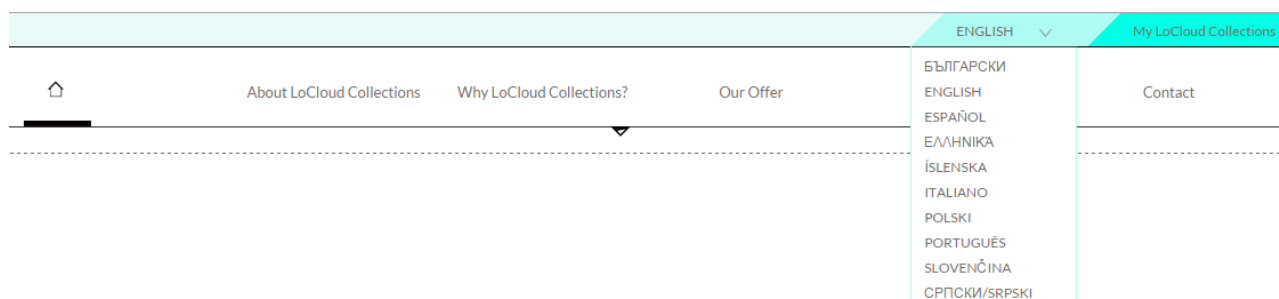 ENGLISH
My LoCloud Collections
About LoCloud Collections
Why LoCloud Collections?
Our Offer
Contact
БЪЛГАРСКИ
ENGLISH
ESPAÑOL
ΕΛΛΗΝΙΚΆ
ÍSLENSKA
ITALIANO
POLSKI
PORTUGUÊS
SLOVENČINA
СРПСКИ/SRPSKI